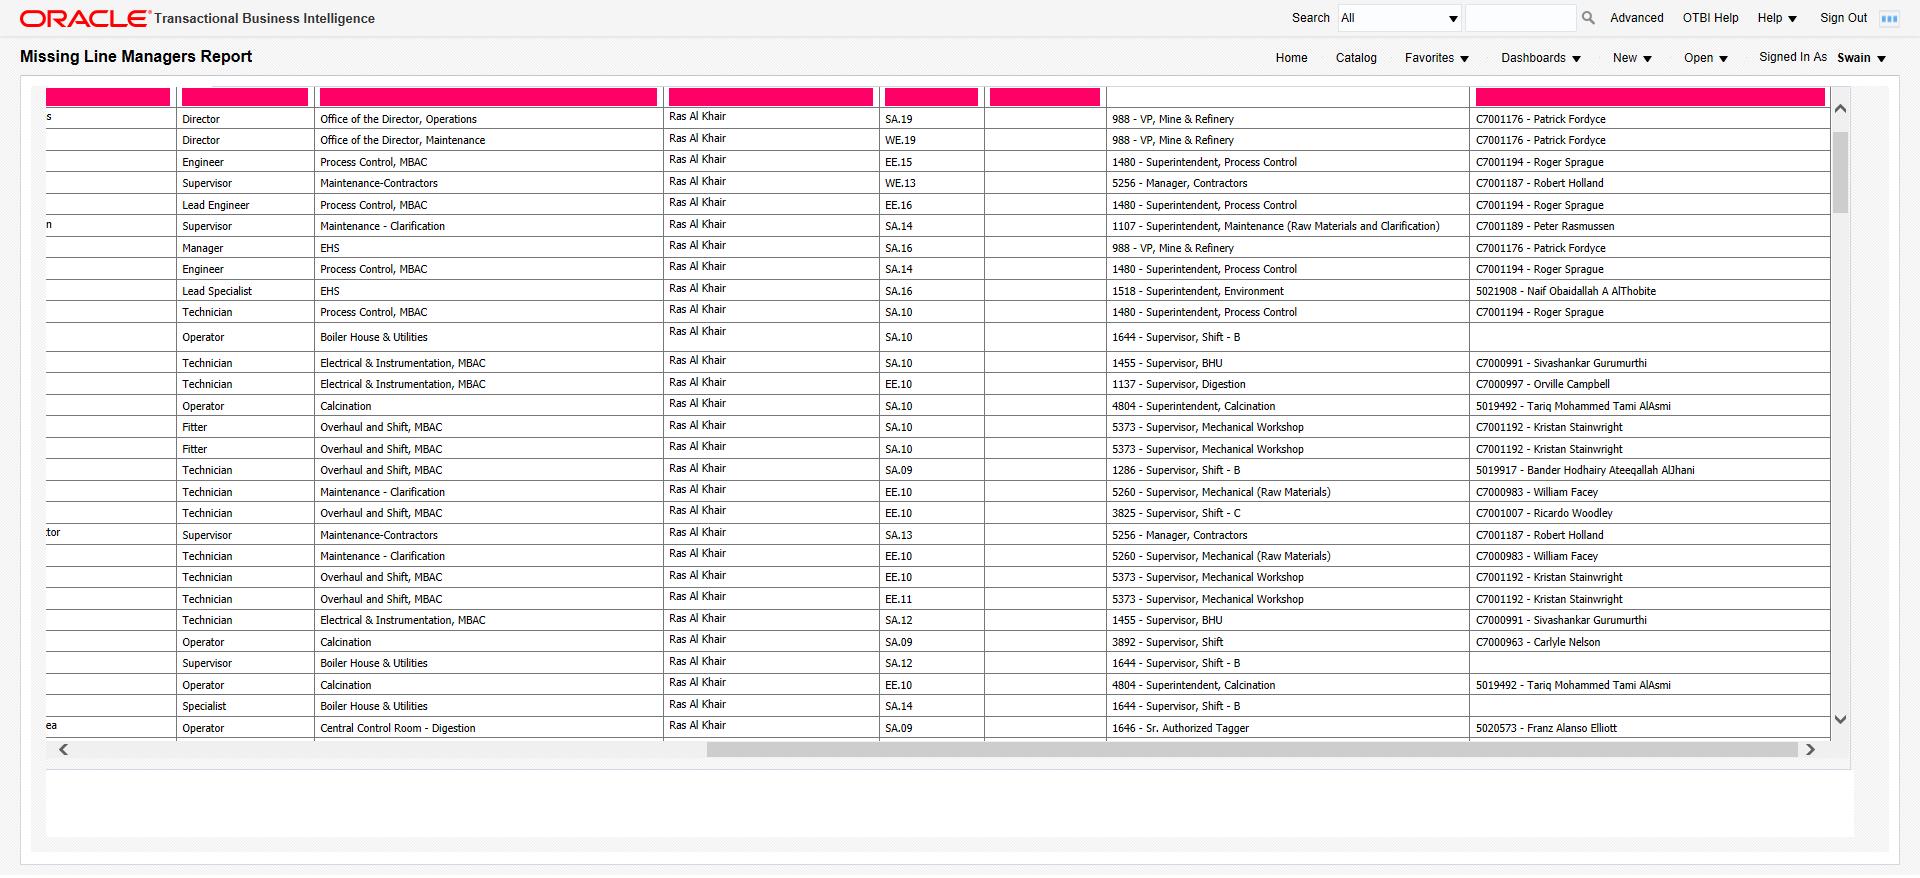 ORACLE® Transactional Business Intelligence Search All Advanced OTBI Help Help Sign Out
Missing Line Managers Report Home Catalog Favorites Dashboards New Open Signed In As Swain
s Director Office of the Director, Operations Ras Al Khair SA.19 988 - VP, Mine & Refinery C7001176 - Patrick Fordyce
Director Office of the Director, Maintenance Ras Al Khair WE.19 988 - VP, Mine & Refinery C7001176 - Patrick Fordyce
Engineer Process Control, MBAC Ras Al Khair EE.15 1480 - Superintendent, Process Control C7001194 - Roger Sprague
Supervisor Maintenance-Contractors Ras Al Khair WE.13 5256 - Manager, Contractors C7001187 - Robert Holland
Lead Engineer Process Control, MBAC Ras Al Khair EE.16 1480 - Superintendent, Process Control C7001194 - Roger Sprague
n Supervisor Maintenance - Clarification Ras Al Khair SA.14 1107 - Superintendent, Maintenance (Raw Materials and Clarification) C7001189 - Peter Rasmussen
Manager EHS Ras Al Khair SA.16 988 - VP, Mine & Refinery C7001176 - Patrick Fordyce
Engineer Process Control, MBAC Ras Al Khair SA.14 1480 - Superintendent, Process Control C7001194 - Roger Sprague
Lead Specialist EHS Ras Al Khair SA.16 1518 - Superintendent, Environment 5021908 - Naif Obaidallah A AlThobite
Technician Process Control, MBAC Ras Al Khair SA.10 1480 - Superintendent, Process Control C7001194 - Roger Sprague
Operator Boiler House & Utilities Ras Al Khair SA.10 1644 - Supervisor, Shift - B
Technician Electrical & Instrumentation, MBAC Ras Al Khair SA.10 1455 - Supervisor, BHU C7000991 - Sivashankar Gurumurthi
Technician Electrical & Instrumentation, MBAC Ras Al Khair EE.10 1137 - Supervisor, Digestion C7000997 - Orville Campbell
Operator Calcination Ras Al Khair SA.10 4804 - Superintendent, Calcination 5019492 - Tariq Mohammed Tami AlAsmi
Fitter Overhaul and Shift, MBAC Ras Al Khair SA.10 5373 - Supervisor, Mechanical Workshop C7001192 - Kristan Stainwright
Fitter Overhaul and Shift, MBAC Ras Al Khair SA.10 5373 - Supervisor, Mechanical Workshop C7001192 - Kristan Stainwright
Technician Overhaul and Shift, MBAC Ras Al Khair SA.09 1286 - Supervisor, Shift - B 5019917 - Bander Hodhairy Ateeqallah AlJhani
Technician Maintenance - Clarification Ras Al Khair EE.10 5260 - Supervisor, Mechanical (Raw Materials) C7000983 - William Facey
Technician Overhaul and Shift, MBAC Ras Al Khair EE.10 3825 - Supervisor, Shift - C C7001007 - Ricardo Woodley
tor Supervisor Maintenance-Contractors Ras Al Khair SA.13 5256 - Manager, Contractors C7001187 - Robert Holland
Technician Maintenance - Clarification Ras Al Khair EE.10 5260 - Supervisor, Mechanical (Raw Materials) C7000983 - William Facey
Technician Overhaul and Shift, MBAC Ras Al Khair EE.10 5373 - Supervisor, Mechanical Workshop C7001192 - Kristan Stainwright
Technician Overhaul and Shift, MBAC Ras Al Khair EE.11 5373 - Supervisor, Mechanical Workshop C7001192 - Kristan Stainwright
Technician Electrical & Instrumentation, MBAC Ras Al Khair SA.12 1455 - Supervisor, BHU C7000991 - Sivashankar Gurumurthi
Operator Calcination Ras Al Khair SA.09 3892 - Supervisor, Shift C7000963 - Carlyle Nelson
Supervisor Boiler House & Utilities Ras Al Khair SA.12 1644 - Supervisor, Shift - B
Operator Calcination Ras Al Khair EE.10 4804 - Superintendent, Calcination 5019492 - Tariq Mohammed Tami AlAsmi
Specialist Boiler House & Utilities Ras Al Khair SA.14 1644 - Supervisor, Shift - B
ea Operator Central Control Room - Digestion Ras Al Khair SA.09 1646 - Sr. Authorized Tagger 5020573 - Franz Alanso Elliott